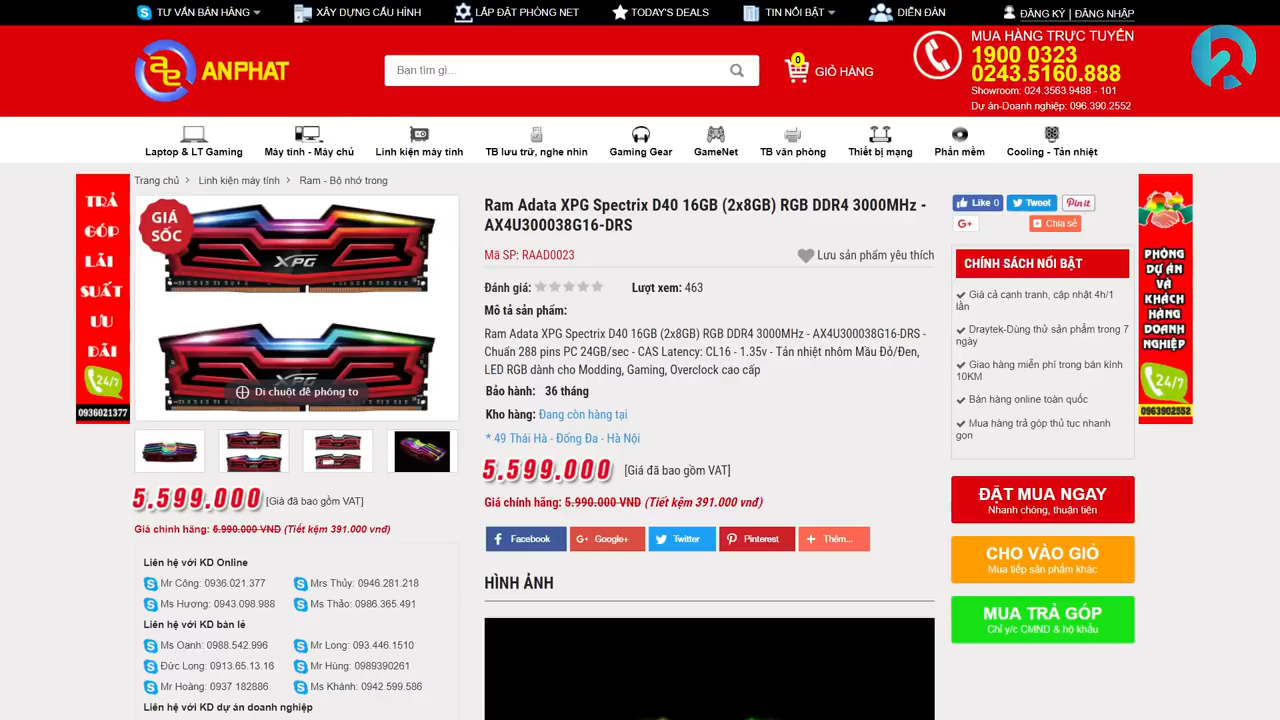 TƯ VẤN BÁN HÀNG
XÂY DỰNG CẤU HÌNH
LẮP ĐẶT PHÒNG NET
TODAY'S DEALS
TIN NỔI BẬT
DIỄN ĐÀN
ĐĂNG KÝ | ĐĂNG NHẬP
ANPHAT
Bạn tìm gì...
0
GIỎ HÀNG
MUA HÀNG TRỰC TUYẾN
1900 0323
0243.5160.888
Showroom: 024.3563.9488 - 101
Dự án-Doanh nghiệp: 096.390.2552
Laptop & LT Gaming
Máy tính - Máy chủ
Linh kiện máy tính
TB lưu trữ, nghe nhìn
Gaming Gear
GameNet
TB văn phòng
Thiết bị mạng
Phần mềm
Cooling - Tản nhiệt
TRẢ
GÓP
LÃI
SUẤT
ƯU
ĐÃI
24/7
0936021377
Trang chủ > Linh kiện máy tính > Ram - Bộ nhớ trong
GIÁ
SỐC
XPG
XPG
Di chuột để phóng to
5.599.000 [Giá đã bao gồm VAT]
Giá chính hãng: 5.990.000 VNĐ (Tiết kệm 391.000 vnđ)
Liên hệ với KD Online
Mr Công: 0936.021.377
Mrs Thủy: 0946.281.218
Ms Hương: 0943.098.988
Ms Thảo: 0986.365.491
Liên hệ với KD bán lẻ
Ms Oanh: 0988.542.996
Mr Long: 093.446.1510
Đức Long: 0913.65.13.16
Mr Hùng: 0989390261
Mr Hoàng: 0937 182886
Ms Khánh: 0942.599.586
Liên hệ với KD dự án doanh nghiệp
Ram Adata XPG Spectrix D40 16GB (2x8GB) RGB DDR4 3000MHz -
AX4U300038G16-DRS
Mã SP: RAAD0023
Lưu sản phẩm yêu thích
Đánh giá:
Lượt xem: 463
Mô tả sản phẩm:
Ram Adata XPG Spectrix D40 16GB (2x8GB) RGB DDR4 3000MHz - AX4U300038G16-DRS -
Chuẩn 288 pins PC 24GB/sec - CAS Latency: CL16 - 1.35v - Tản nhiệt nhôm Mầu Đỏ/Đen,
LED RGB dành cho Modding, Gaming, Overclock cao cấp
Bảo hành: 36 tháng
Kho hàng: Đang còn hàng tại
* 49 Thái Hà - Đống Đa - Hà Nội
5.599.000 [Giá đã bao gồm VAT]
Giá chính hãng: 5.990.000 VNĐ (Tiết kệm 391.000 vnđ)
Facebook
Google+
Twitter
Pinterest
Thêm...
HÌNH ẢNH
Like 0
Tweet
Pin it
G+
Chia sẻ
CHÍNH SÁCH NỔI BẬT
Giá cả cạnh tranh, cập nhật 4h/1
lần
Draytek-Dùng thử sản phẩm trong 7
ngày
Giao hàng miễn phí trong bán kính
10KM
Bán hàng online toàn quốc
Mua hàng trả góp thủ tục nhanh
gọn
ĐẶT MUA NGAY
Nhanh chóng, thuận tiện
CHO VÀO GIỎ
Mua tiếp sản phẩm khác
MUA TRẢ GÓP
Chỉ y/c CMND & hộ khẩu
PHÒNG
DỰ ÁN
VÀ
KHÁCH
HÀNG
DOANH
NGHIỆP
24/7
0963902552